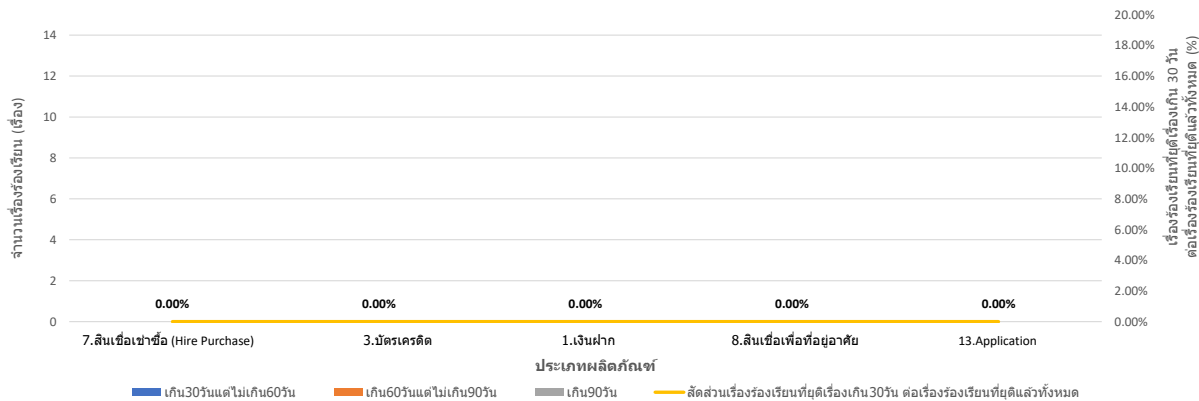 20.00%
14
18.00%
12
16.00%
14.00%
10
12.00%
8
10.00%
6
8.00%
6.00%
4
4.00%
2
2.00%
0
0.00%
จำนวนเรื่องร้องเรียน (เรื่อง)
เรื่องร้องเรียนที่ยุติเรื่องเกิน 30 วัน
ต่อเรื่องร้องเรียนที่ยุติแล้วทั้งหมด (%)
0.00% 0.00% 0.00% 0.00% 0.00%
7.สินเชื่อเช่าซื้อ (Hire Purchase) 3.บัตรเครดิต 1.เงินฝาก 8.สินเชื่อเพื่อที่อยู่อาศัย 13.Application
ประเภทผลิตภัณฑ์
เกิน30วันแต่ไม่เกิน60วัน เกิน60วันแต่ไม่เกิน90วัน เกิน90วัน สัดส่วนเรื่องร้องเรียนที่ยุติเรื่องเกิน30วัน ต่อเรื่องร้องเรียนที่ยุติแล้วทั้งหมด